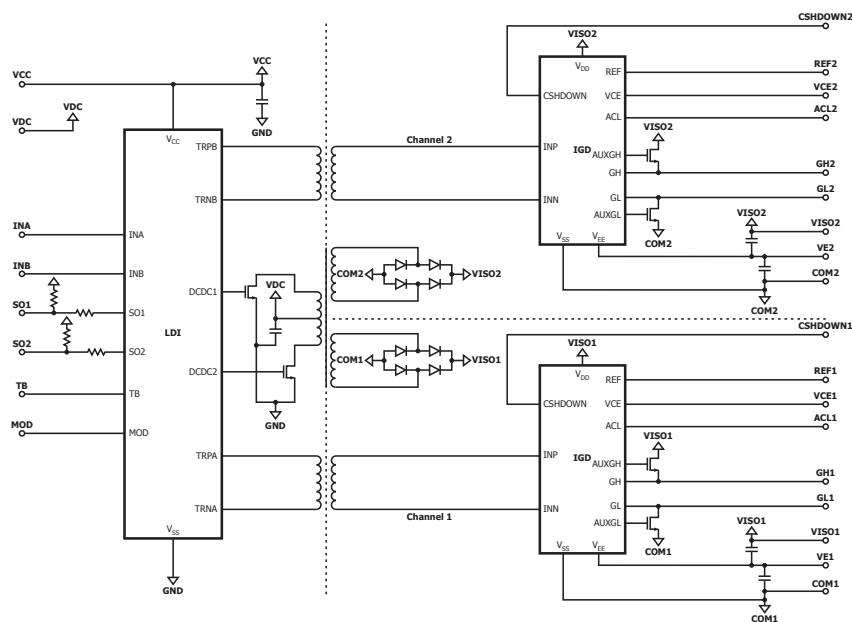 CSHDOWN2
VISO2
VCC
VCC
VDC
VDC
GND
VDD
REF
REF2
CSHDOWN
VCE
VCE2
ACL
ACL2
VCC
TRPB
Channel 2
INP
IGD
VISO2
AUXGH
GH
GH2
TRNB
INN
GL
GL2
AUXGL
VISO2
VISO2
INA
INA
VSS
VEE
COM2
VE2
INB
INB
COM2
VISO2
COM2
DCDC1
VDC
COM2
SO1
SO1
LDI
CSHDOWN1
SO2
SO2
COM1
VISO1
VISO1
DCDC2
VDD
REF
REF1
TB
TB
CSHDOWN
VCE
VCE1
GND
ACL
ACL1
MOD
MOD
VISO1
TRPA
INP
IGD
AUXGH
GH
GH1
TRNA
INN
GL
GL1
Channel 1
AUXGL
VISO1
VISO1
VSS
VSS
VEE
COM1
VE1
GND
COM1
COM1